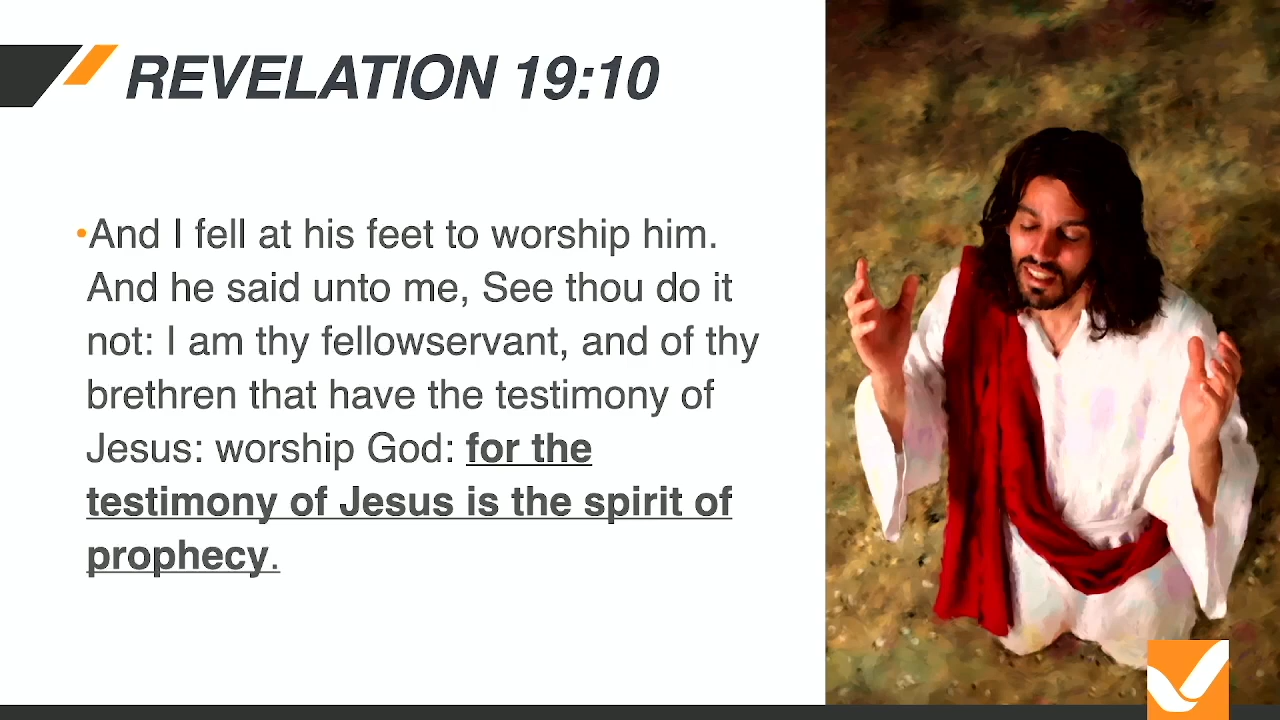 REVELATION 19:10
•And I fell at his feet to worship him.
And he said unto me, See thou do it
not: I am thy fellowservant, and of thy
brethren that have the testimony of
Jesus: worship God: for the
testimony of Jesus is the spirit of
prophecy.